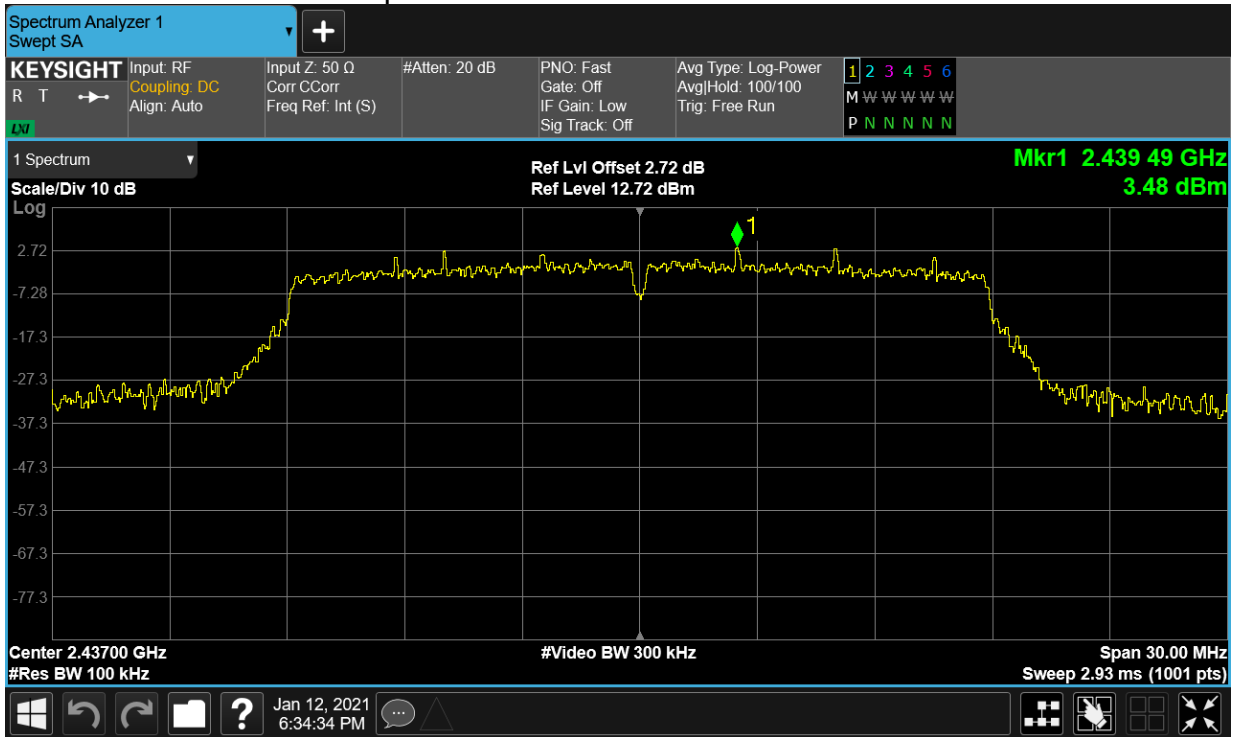 Spectrum Analyzer 1
Swept SA
KEYSIGHT
R T
LXI
Input: RF
Coupling: DC
Align: Auto
Input Z: 50 Ω
Corr CCorr
Freq Ref: Int (S)
#Atten: 20 dB
PNO: Fast
Gate: Off
IF Gain: Low
Sig Track: Off
Avg Type: Log-Power
Avg|Hold: 100/100
Trig: Free Run
1 2 3 4 5 6
M W W W W W
P N N N N N
1 Spectrum
Scale/Div 10 dB
Log
Ref Lvl Offset 2.72 dB
Ref Level 12.72 dBm
Mkr1 2.439 49 GHz
3.48 dBm
1
2.72
-7.28
-17.3
-27.3
-37.3
-47.3
-57.3
-67.3
-77.3
Center 2.43700 GHz
#Res BW 100 kHz
#Video BW 300 kHz
Span 30.00 MHz
Sweep 2.93 ms (1001 pts)
?
Jan 12, 2021
6:34:34 PM